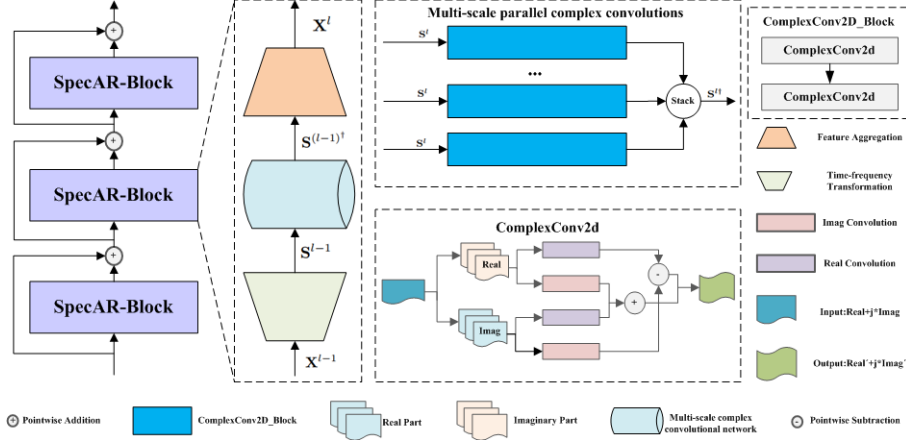 SpecAR-Block
SpecAR-Block
SpecAR-Block
X^l
S^{(l-1)†}
S^{l-1}
X^{l-1}
Multi-scale parallel complex convolutions
S^l
...
S^l
S^l
Stack
S^{l†}
ComplexConv2D_Block
ComplexConv2d
ComplexConv2d
ComplexConv2d
Real
Imag
-
+
Feature Aggregation
Time-frequency
Transformation
Imag Convolution
Real Convolution
Input:Real+j*Imag
Output:Real´+j*Imag´
Pointwise Addition
ComplexConv2D_Block
Real Part
Imaginary Part
Multi-scale complex
convolutional network
Pointwise Subtraction